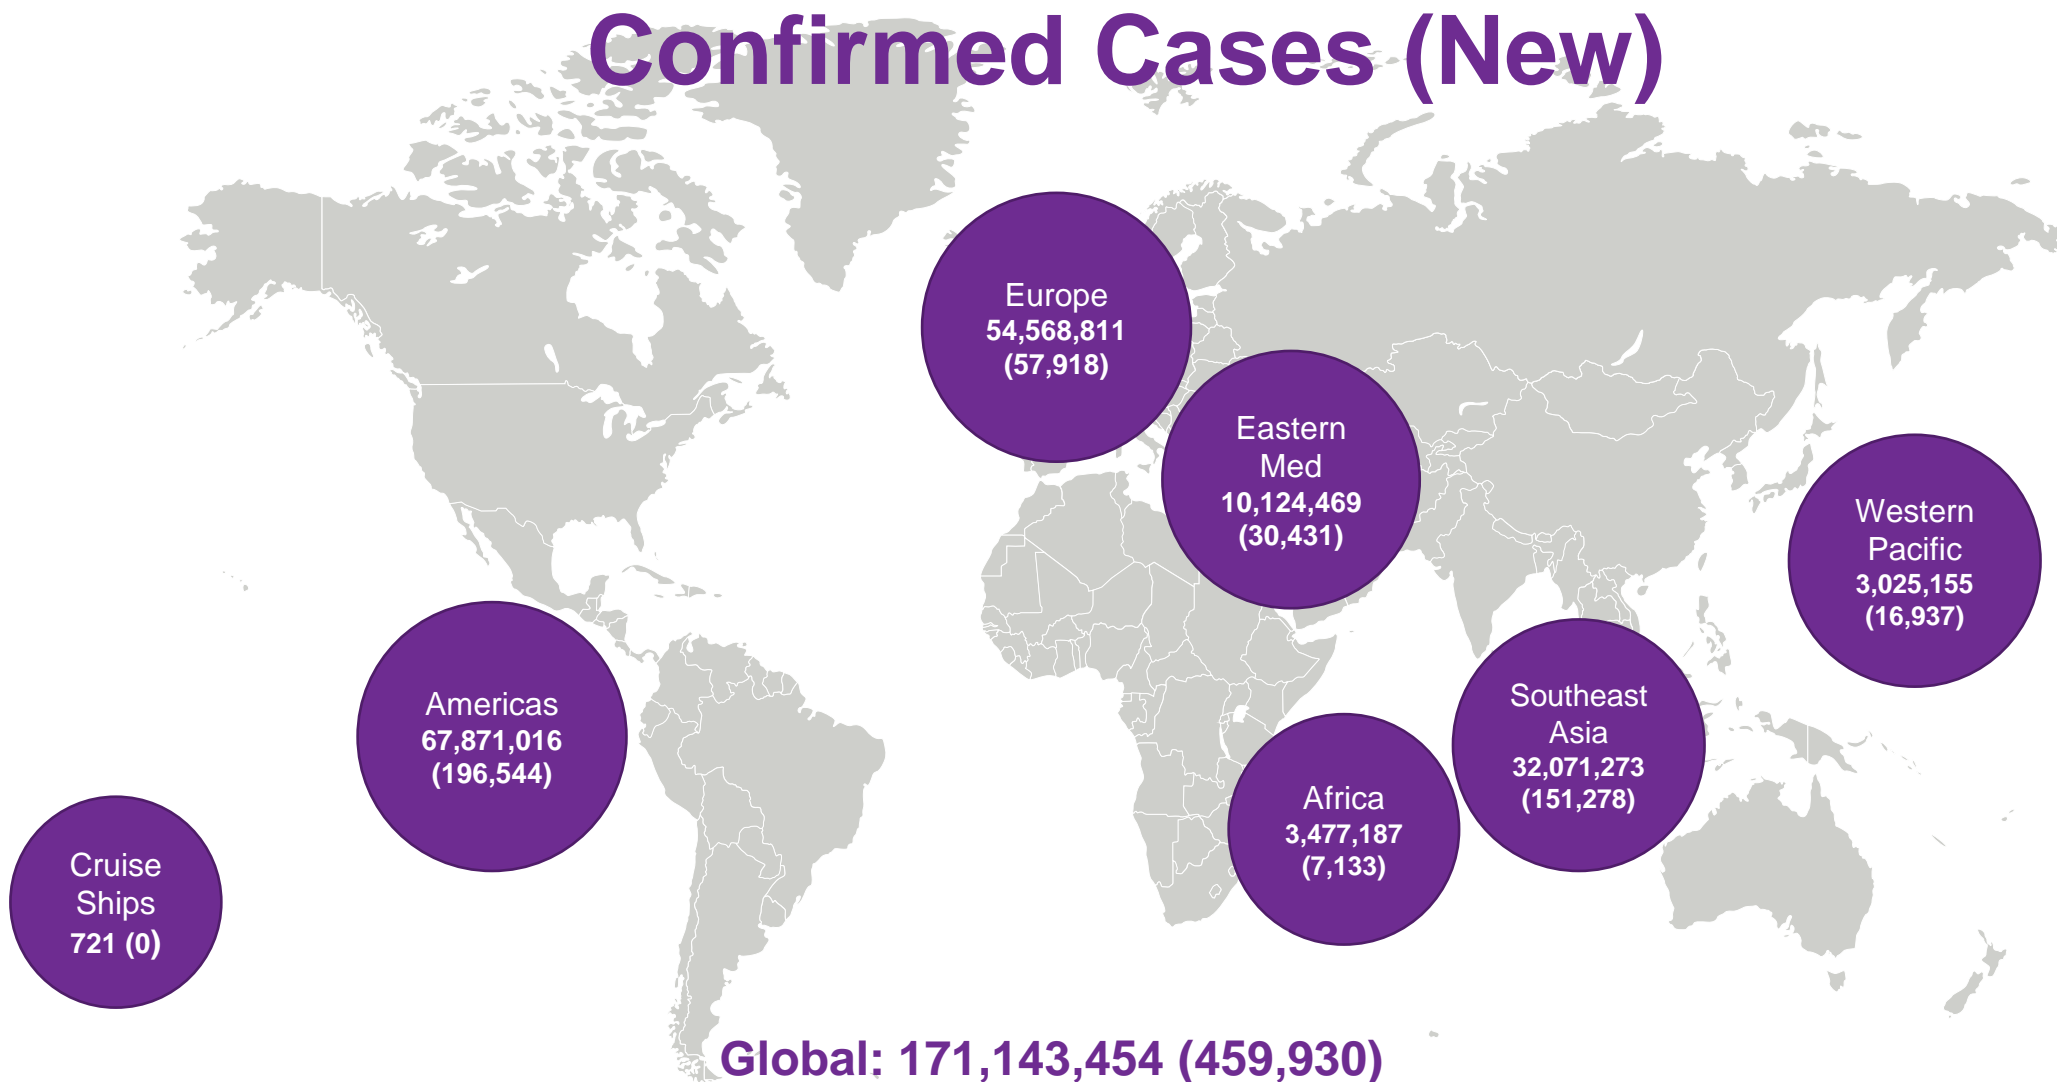 Confirmed Cases (New)
Europe
54,568,811
(57,918)
Eastern
Med
10,124,469
(30,431)
Western
Pacific
3,025,155
(16,937)
Americas
67,871,016
(196,544)
Southeast
Asia
32,071,273
(151,278)
Africa
3,477,187
(7,133)
Cruise
Ships
721 (0)
Global: 171,143,454 (459,930)